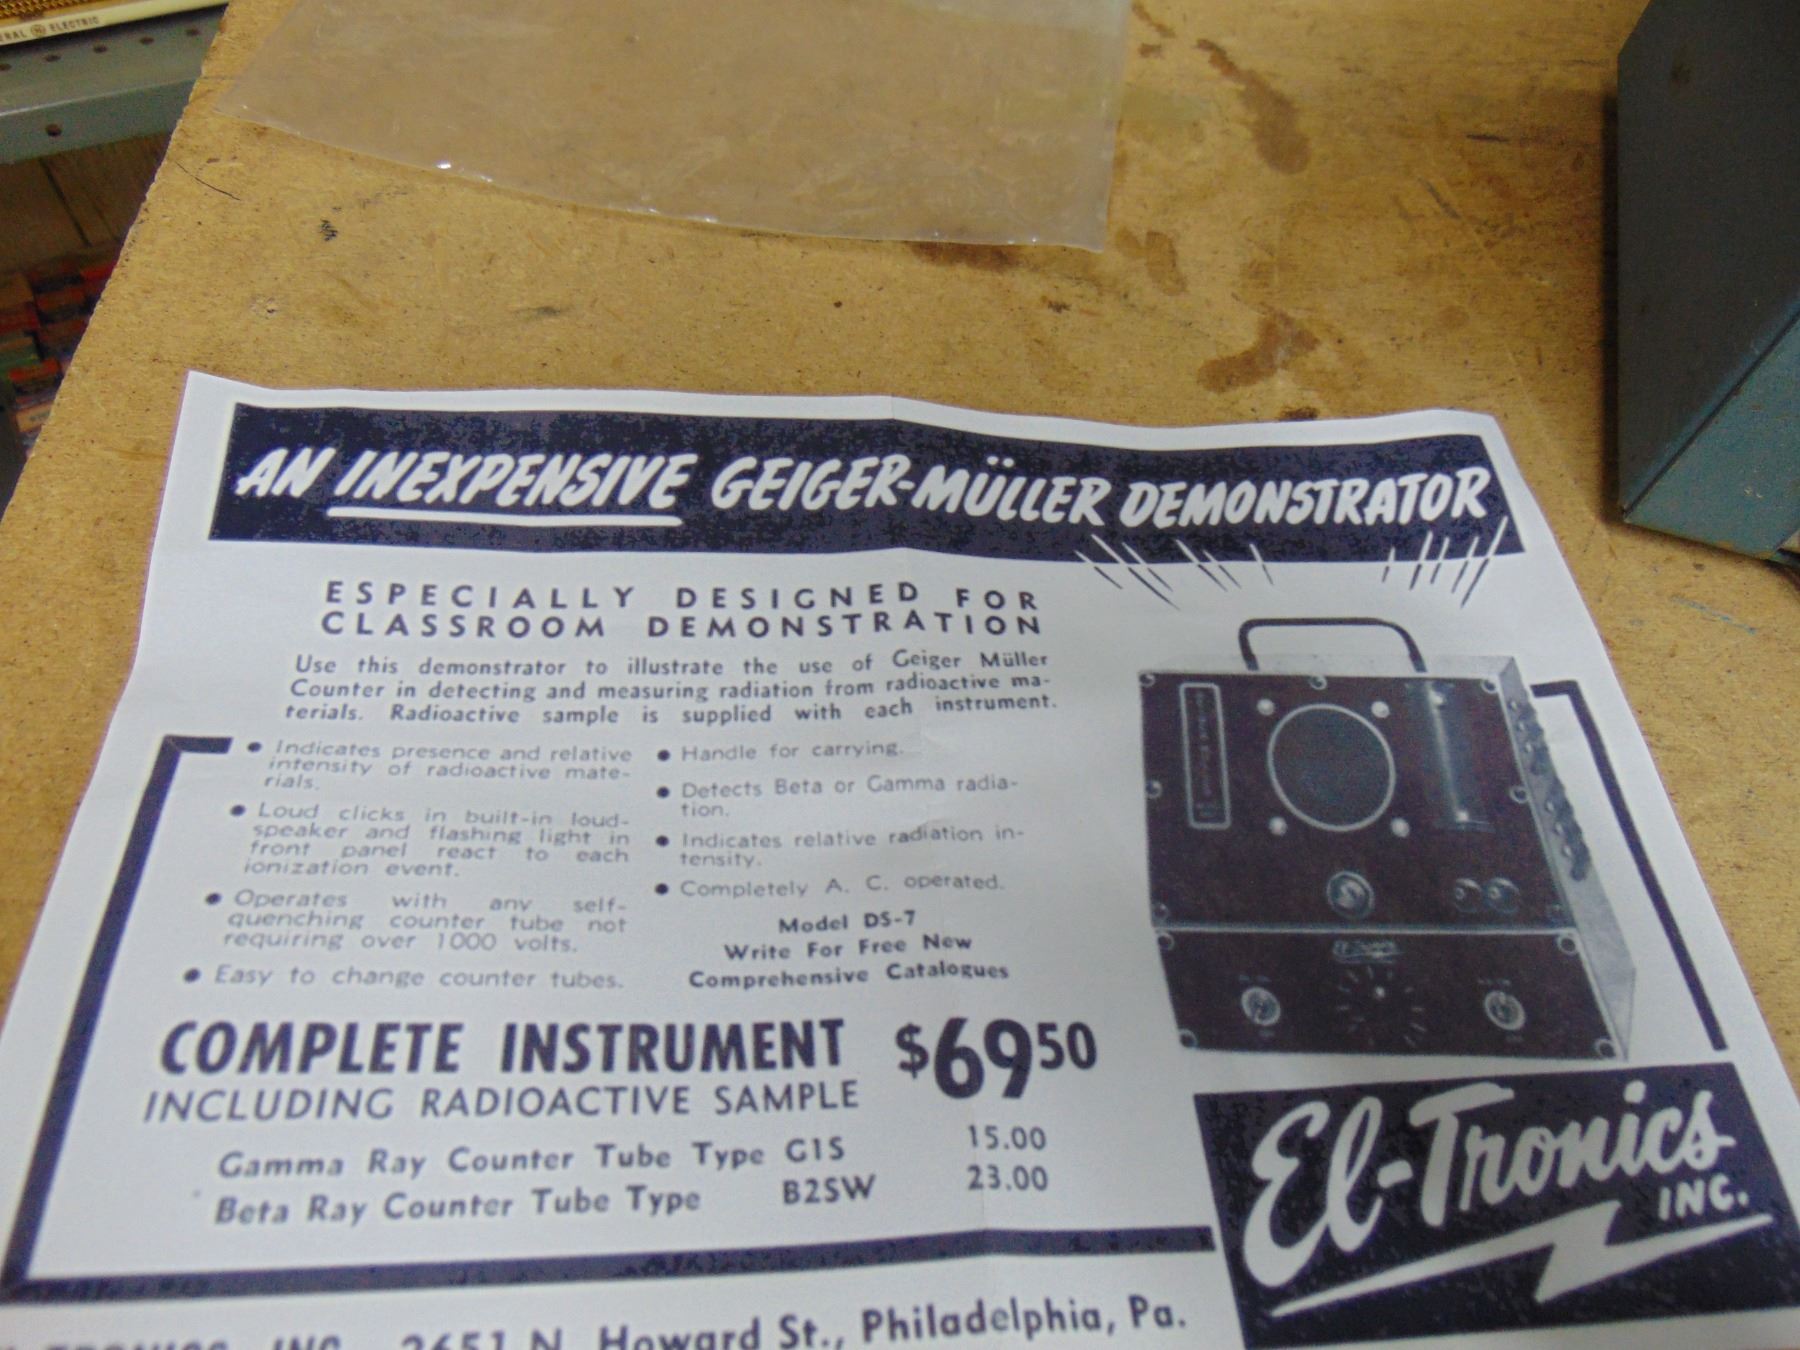 ELECTRIC
AN INEXPENSIVE GEIGER-MÜLLER DEMONSTRATOR
ESPECIALLY DESIGNED FOR
CLASSROOM DEMONSTRATION
Use this demonstrator to illustrate the use of Geiger Müller
Counter in detecting and measuring radiation from radioactive ma-
terials. Radioactive sample is supplied with each instrument.
● Indicates presence and relative
intensity of radioactive mate-
rials.
● Loud clicks in built-in loud-
speaker and flashing light in
front panel react to each
ionization event.
● Operates with any self-
quenching counter tube not
requiring over 1000 volts.
● Easy to change counter tubes.
● Handle for carrying.
● Detects Beta or Gamma radia-
tion.
● Indicates relative radiation in-
tensity.
● Completely A. C. operated.
Model DS-7
Write For Free New
Comprehensive Catalogues
COMPLETE INSTRUMENT $6950
INCLUDING RADIOACTIVE SAMPLE
Gamma Ray Counter Tube Type G1S 15.00
Beta Ray Counter Tube Type B2SW 23.00
El-Tronics
INC.
TRONICS, INC. 2651 N. Howard St., Philadelphia, Pa.